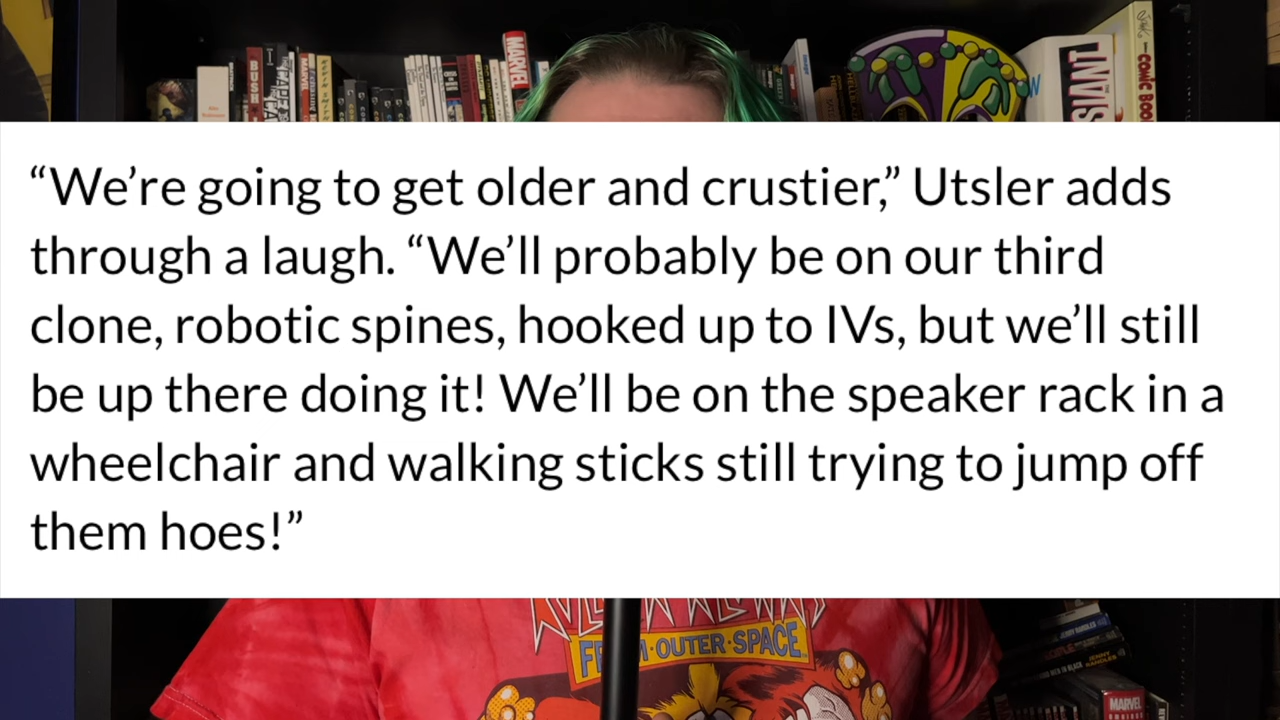 MARVEL
COMIC BOO
“We’re going to get older and crustier,” Utsler adds
through a laugh. “We’ll probably be on our third
clone, robotic spines, hooked up to IVs, but we’ll still
be up there doing it! We’ll be on the speaker rack in a
wheelchair and walking sticks still trying to jump off
them hoes!”
OUTER·SPACE
MARVEL